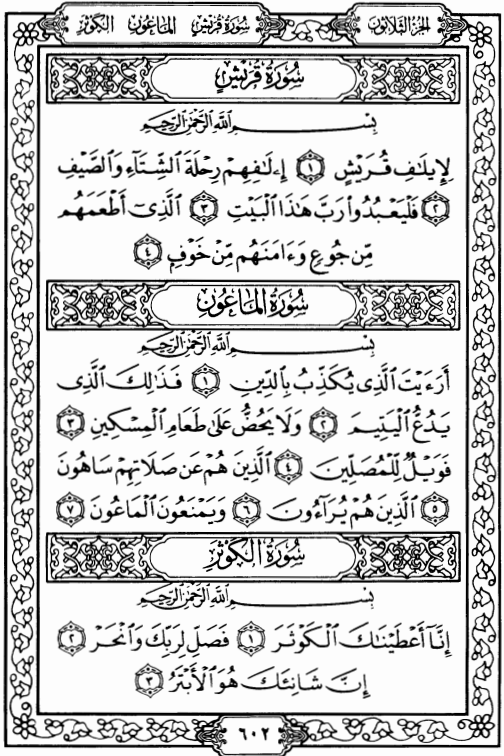 الجزء الثلاثون
سورة قريش الماعون الكوثر
سُورَةُ قُرَيْشٍ
بِسْمِ اللَّهِ الرَّحْمَٰنِ الرَّحِيمِ
لِإِيلَافِ قُرَيْشٍ ١ إِۦلَافِهِمْ رِحْلَةَ الشِّتَآءِ وَالصَّيْفِ
٢ فَلْيَعْبُدُوا رَبَّ هَٰذَا الْبَيْتِ ٣ الَّذِىٓ أَطْعَمَهُم
مِّن جُوعٍ وَءَامَنَهُم مِّنْ خَوْفٍ ٤
سُورَةُ الْمَاعُونِ
بِسْمِ اللَّهِ الرَّحْمَٰنِ الرَّحِيمِ
أَرَءَيْتَ الَّذِى يُكَذِّبُ بِالدِّينِ ١ فَذَٰلِكَ الَّذِى
يَدُعُّ الْيَتِيمَ ٢ وَلَا يَحُضُّ عَلَىٰ طَعَامِ الْمِسْكِينِ ٣
فَوَيْلٌ لِّلْمُصَلِّينَ ٤ الَّذِينَ هُمْ عَن صَلَاتِهِمْ سَاهُونَ
٥ الَّذِينَ هُمْ يُرَآءُونَ ٦ وَيَمْنَعُونَ الْمَاعُونَ ٧
سُورَةُ الْكَوْثَرِ
بِسْمِ اللَّهِ الرَّحْمَٰنِ الرَّحِيمِ
إِنَّآ أَعْطَيْنَاكَ الْكَوْثَرَ ١ فَصَلِّ لِرَبِّكَ وَانْحَرْ ٢
إِنَّ شَانِئَكَ هُوَ الْأَبْتَرُ ٣
٦٠٢